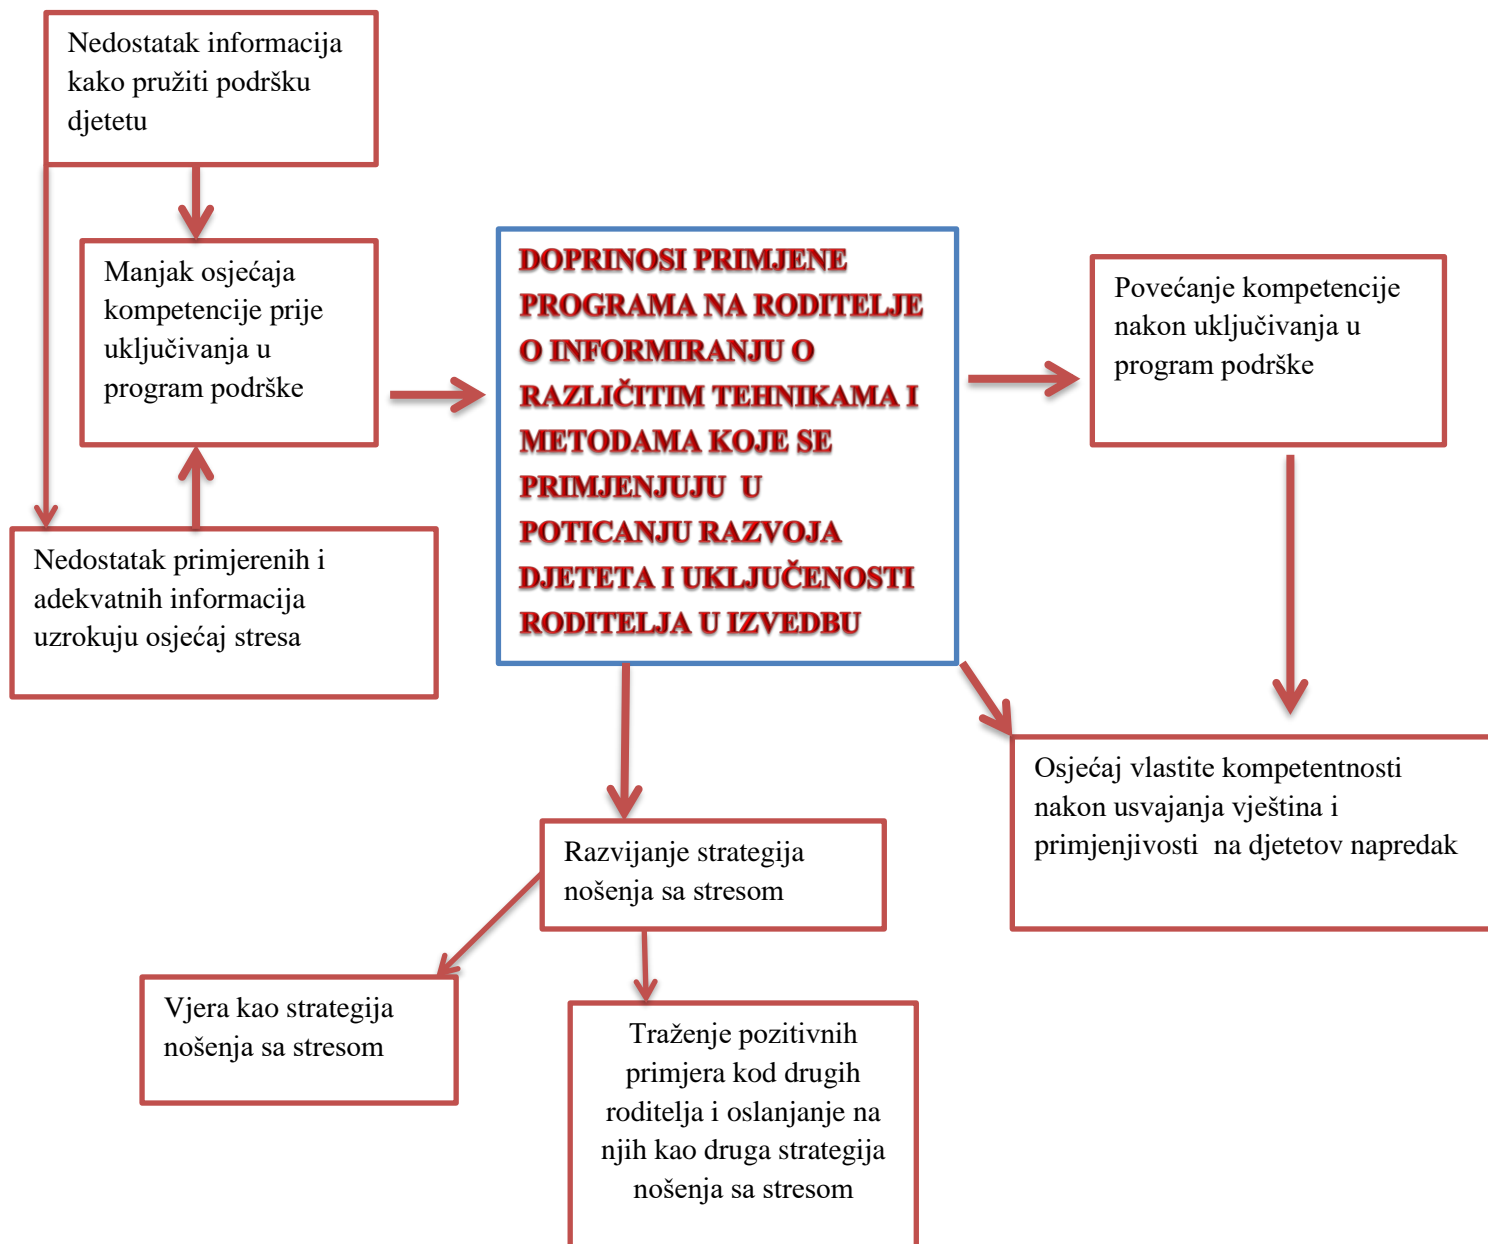 Nedostatak informacija
kako pružiti podršku
djetetu
Manjak osjećaja
kompetencije prije
uključivanja u
program podrške
Nedostatak primjerenih i
adekvatnih informacija
uzrokuju osjećaj stresa
DOPRINOSI PRIMJENE
PROGRAMA NA RODITELJE
O INFORMIRANJU O
RAZLIČITIM TEHNIKAMA I
METODAMA KOJE SE
PRIMJENJUJU U
POTICANJU RAZVOJA
DJETETA I UKLJUČENOSTI
RODITELJA U IZVEDBU
Povećanje kompetencije
nakon uključivanja u
program podrške
Osjećaj vlastite kompetentnosti
nakon usvajanja vještina i
primjenjivosti na djetetov napredak
Razvijanje strategija
nošenja sa stresom
Vjera kao strategija
nošenja sa stresom
Traženje pozitivnih
primjera kod drugih
roditelja i oslanjanje na
njih kao druga strategija
nošenja sa stresom